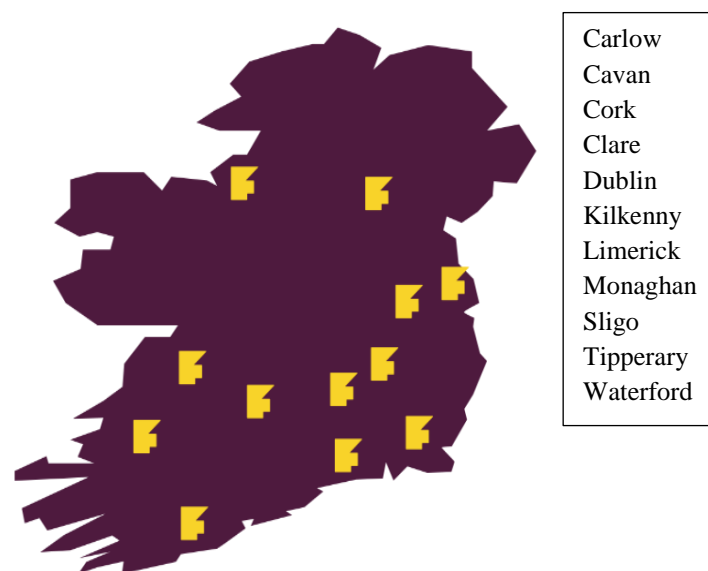 Carlow
Cavan
Cork
Clare
Dublin
Kilkenny
Limerick
Monaghan
Sligo
Tipperary
Waterford